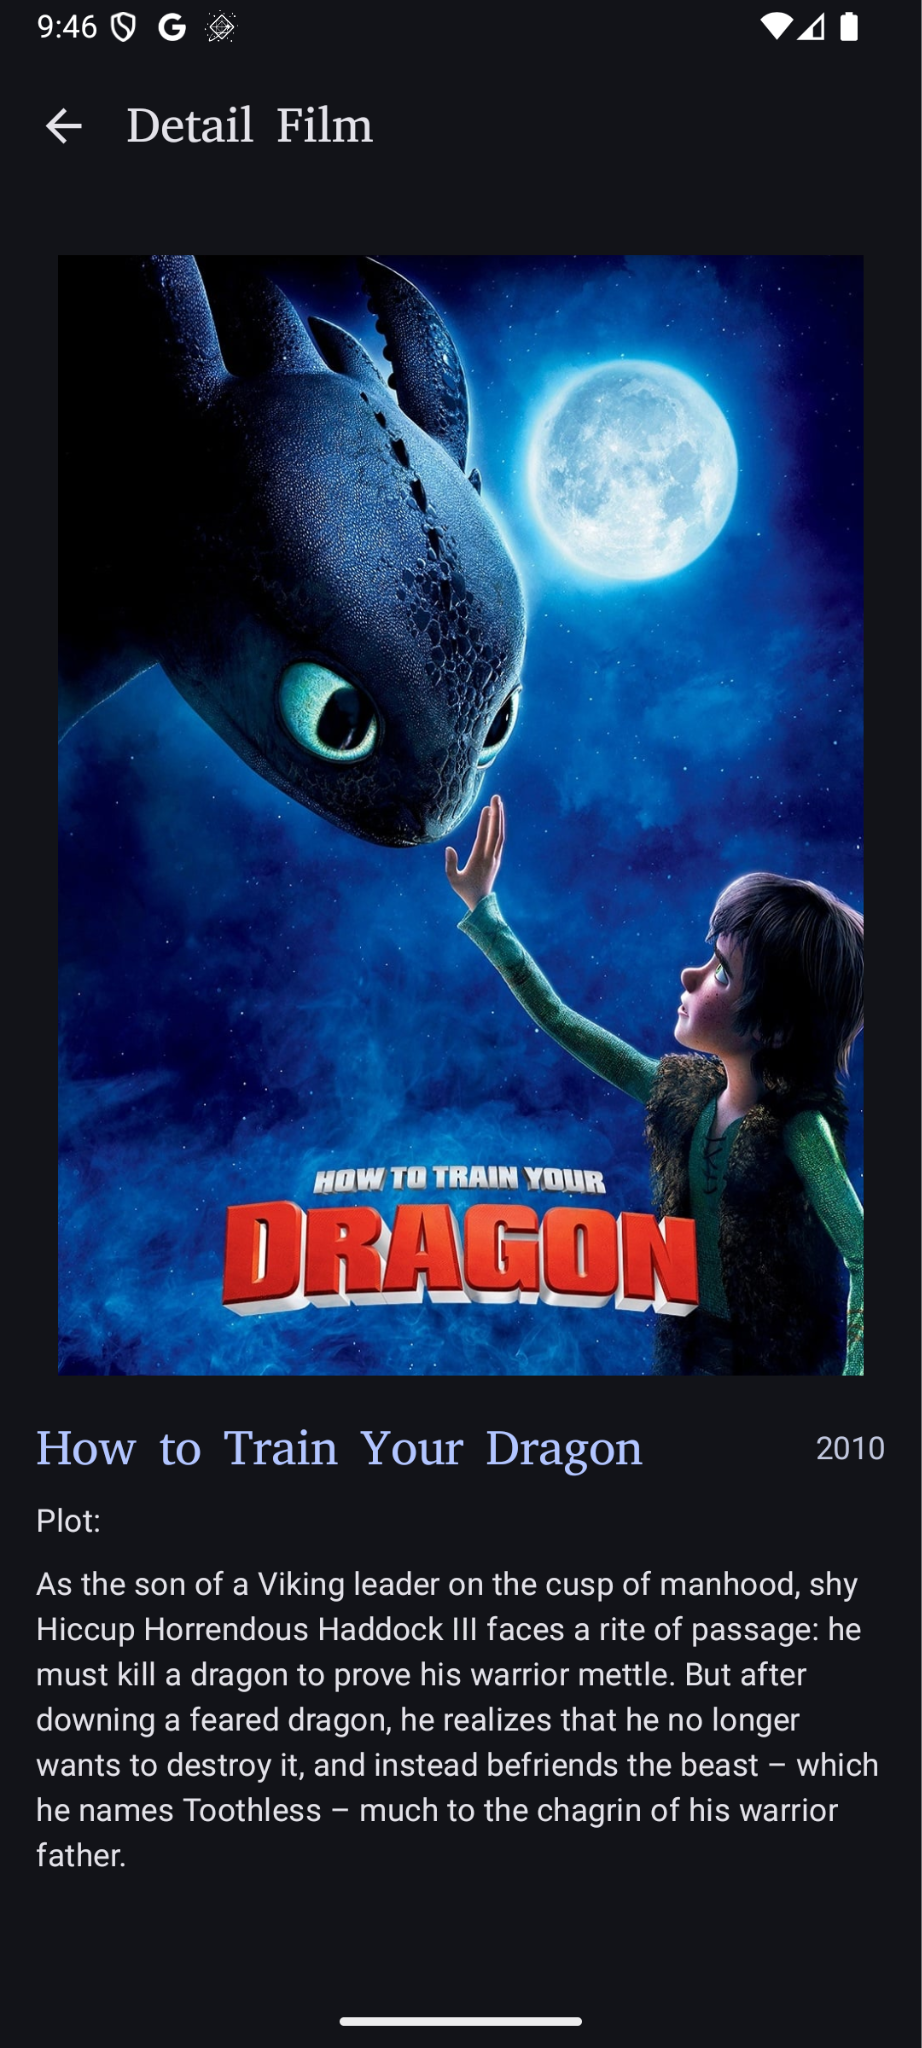 9:46
Detail Film
HOW TO TRAIN YOUR
DRAGON
How to Train Your Dragon
2010
Plot:
As the son of a Viking leader on the cusp of manhood, shy
Hiccup Horrendous Haddock III faces a rite of passage: he
must kill a dragon to prove his warrior mettle. But after
downing a feared dragon, he realizes that he no longer
wants to destroy it, and instead befriends the beast – which
he names Toothless – much to the chagrin of his warrior
father.